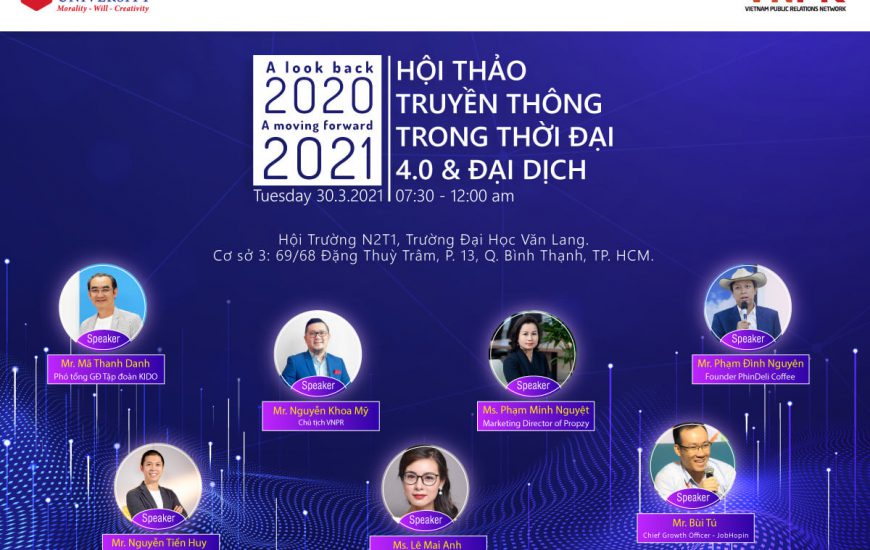 UNIVERSITY
Morality - Will - Creativity
VIETNAM PUBLIC RELATIONS NETWORK
A look back
2020
A moving forward
2021
HỘI THẢO
TRUYỀN THÔNG
TRONG THỜI ĐẠI
4.0 & ĐẠI DỊCH
Tuesday 30.3.2021
07:30 - 12:00 am
Hội Trường N2T1, Trường Đại Học Văn Lang.
Cơ sở 3: 69/68 Đặng Thuỳ Trâm, P. 13, Q. Bình Thạnh, TP. HCM.
Speaker
Mr. Mã Thanh Danh
Phó tổng GĐ Tập đoàn KIDO
Speaker
Mr. Nguyễn Khoa Mỹ
Chủ tịch VNPR
Speaker
Ms. Phạm Minh Nguyệt
Marketing Director of Propzy
Speaker
Mr. Phạm Đình Nguyên
Founder PhinDeli Coffee
Speaker
Mr. Nguyễn Tiến Huy
Speaker
Ms. Lê Mai Anh
Speaker
Mr. Bùi Tú
Chief Growth Officer - JobHopin